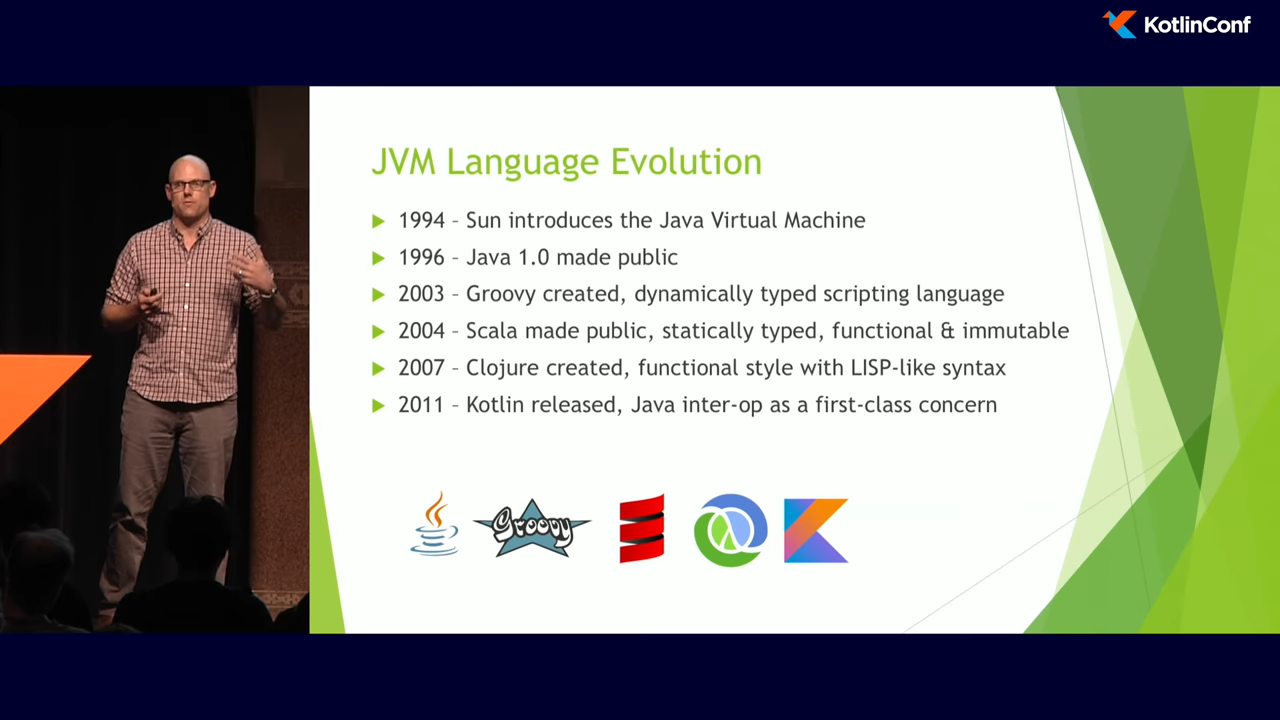 KotlinConf
JVM Language Evolution
1994 – Sun introduces the Java Virtual Machine
1996 – Java 1.0 made public
2003 – Groovy created, dynamically typed scripting language
2004 – Scala made public, statically typed, functional & immutable
2007 – Clojure created, functional style with LISP-like syntax
2011 – Kotlin released, Java inter-op as a first-class concern
Groovy